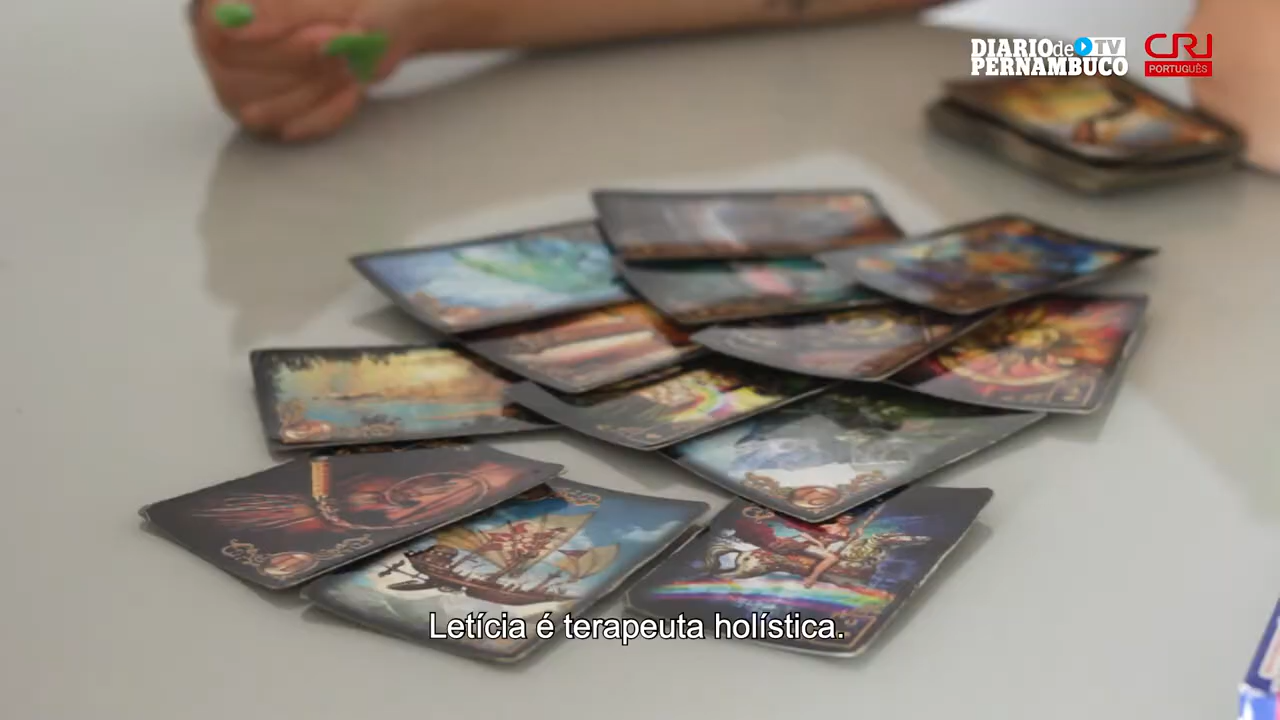 DIARIO de TV
PERNAMBUCO
CRI
PORTUGUÊS
Letícia é terapeuta holística.